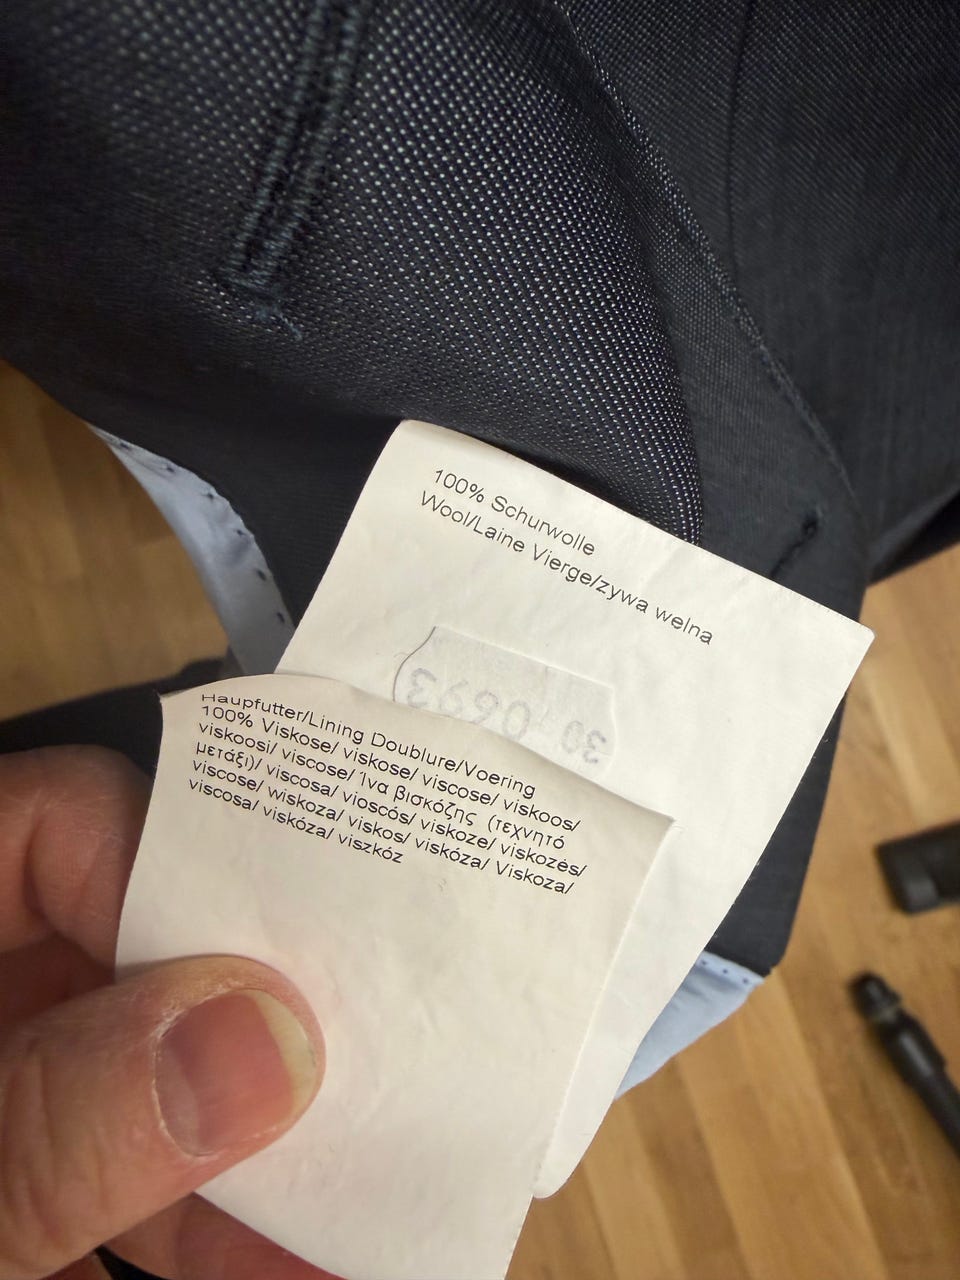 100% Schurwolle
Wool/Laine Vierge/zywa welna
30 0693
Haupfutter/Lining Doublure/Voering
100% Viskose/ viskose/ viscose/ viskoos/
viskoosi/ viscose/ Ίνα βισκόζης (τεχνητό
μετάξι)/ viscosa/ vioscós/ viskoze/ viskozės/
viscose/ wiskoza/ viskos/ viskóza/ Viskoza/
viscosa/ viskóza/ viszkóz